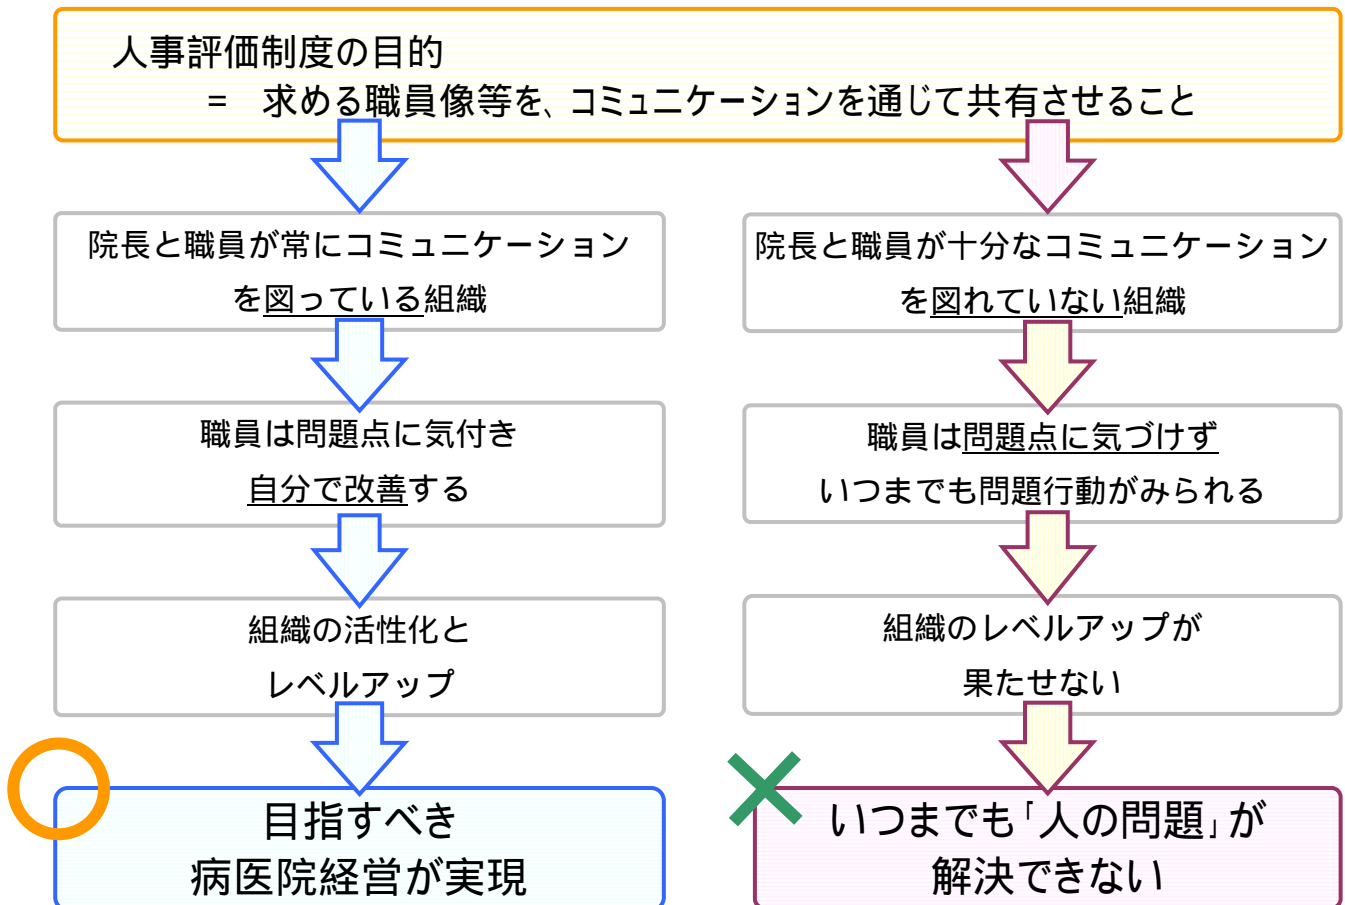 人事評価制度の目的
= 求める職員像等を、コミュニケーションを通じて共有させること
院長と職員が常にコミュニケーション
を図っている組織
職員は問題点に気付き
自分で改善する
組織の活性化と
レベルアップ
目指すべき
病医院経営が実現
院長と職員が十分なコミュニケーション
を図れていない組織
職員は問題点に気づけず
いつまでも問題行動がみられる
組織のレベルアップが
果たせない
いつまでも「人の問題」が
解決できない